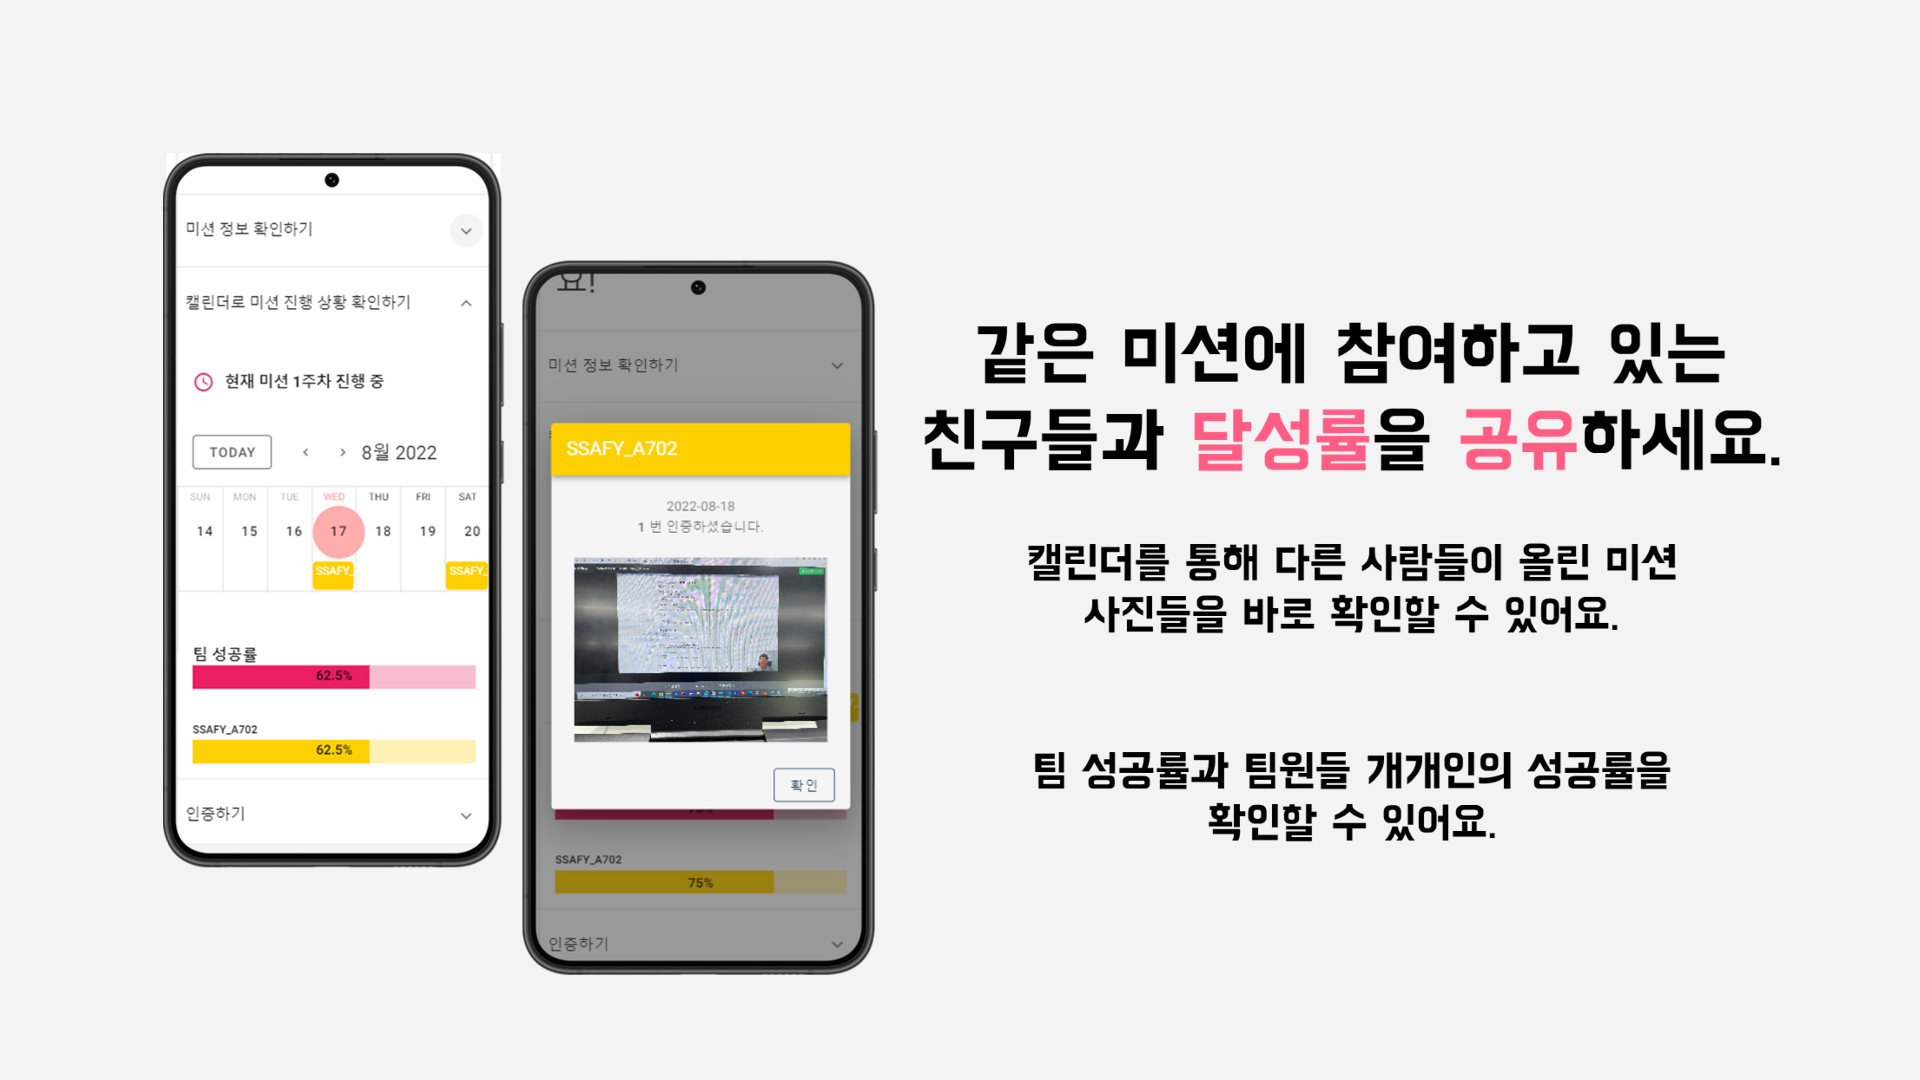 미션 정보 확인하기
캘린더로 미션 진행 상황 확인하기
현재 미션 1주차 진행 중
TODAY
8월 2022
SUN MON TUE WED THU FRI SAT
14 15 16 17 18 19 20
SSAFY_ SSAFY_
팀 성공률
62.5%
SSAFY_A702
62.5%
인증하기
요!
미션 정보 확인하기
SSAFY_A702
2022-08-18
1 번 인증하셨습니다.
확인
75%
SSAFY_A702
75%
인증하기
같은 미션에 참여하고 있는
친구들과 달성률을 공유하세요.
캘린더를 통해 다른 사람들이 올린 미션
사진들을 바로 확인할 수 있어요.
팀 성공률과 팀원들 개개인의 성공률을
확인할 수 있어요.